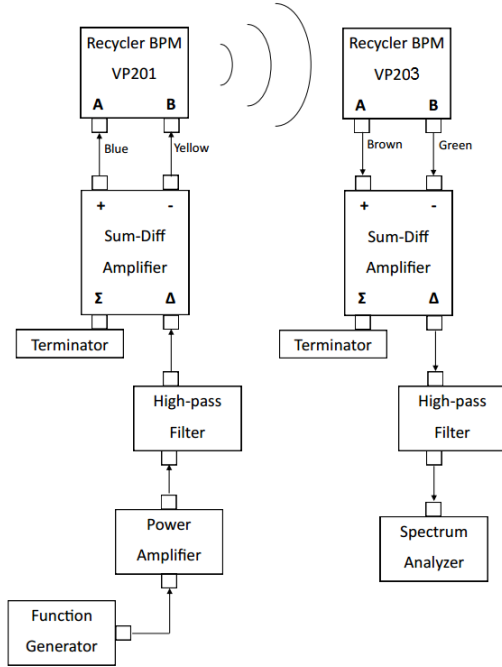 Recycler BPM
VP201
A B
Blue
Yellow
+ -
Sum-Diff
Amplifier
Σ Δ
Terminator
High-pass
Filter
Power
Amplifier
Function
Generator
Recycler BPM
VP203
A B
Brown
Green
+ -
Sum-Diff
Amplifier
Σ Δ
Terminator
High-pass
Filter
Spectrum
Analyzer